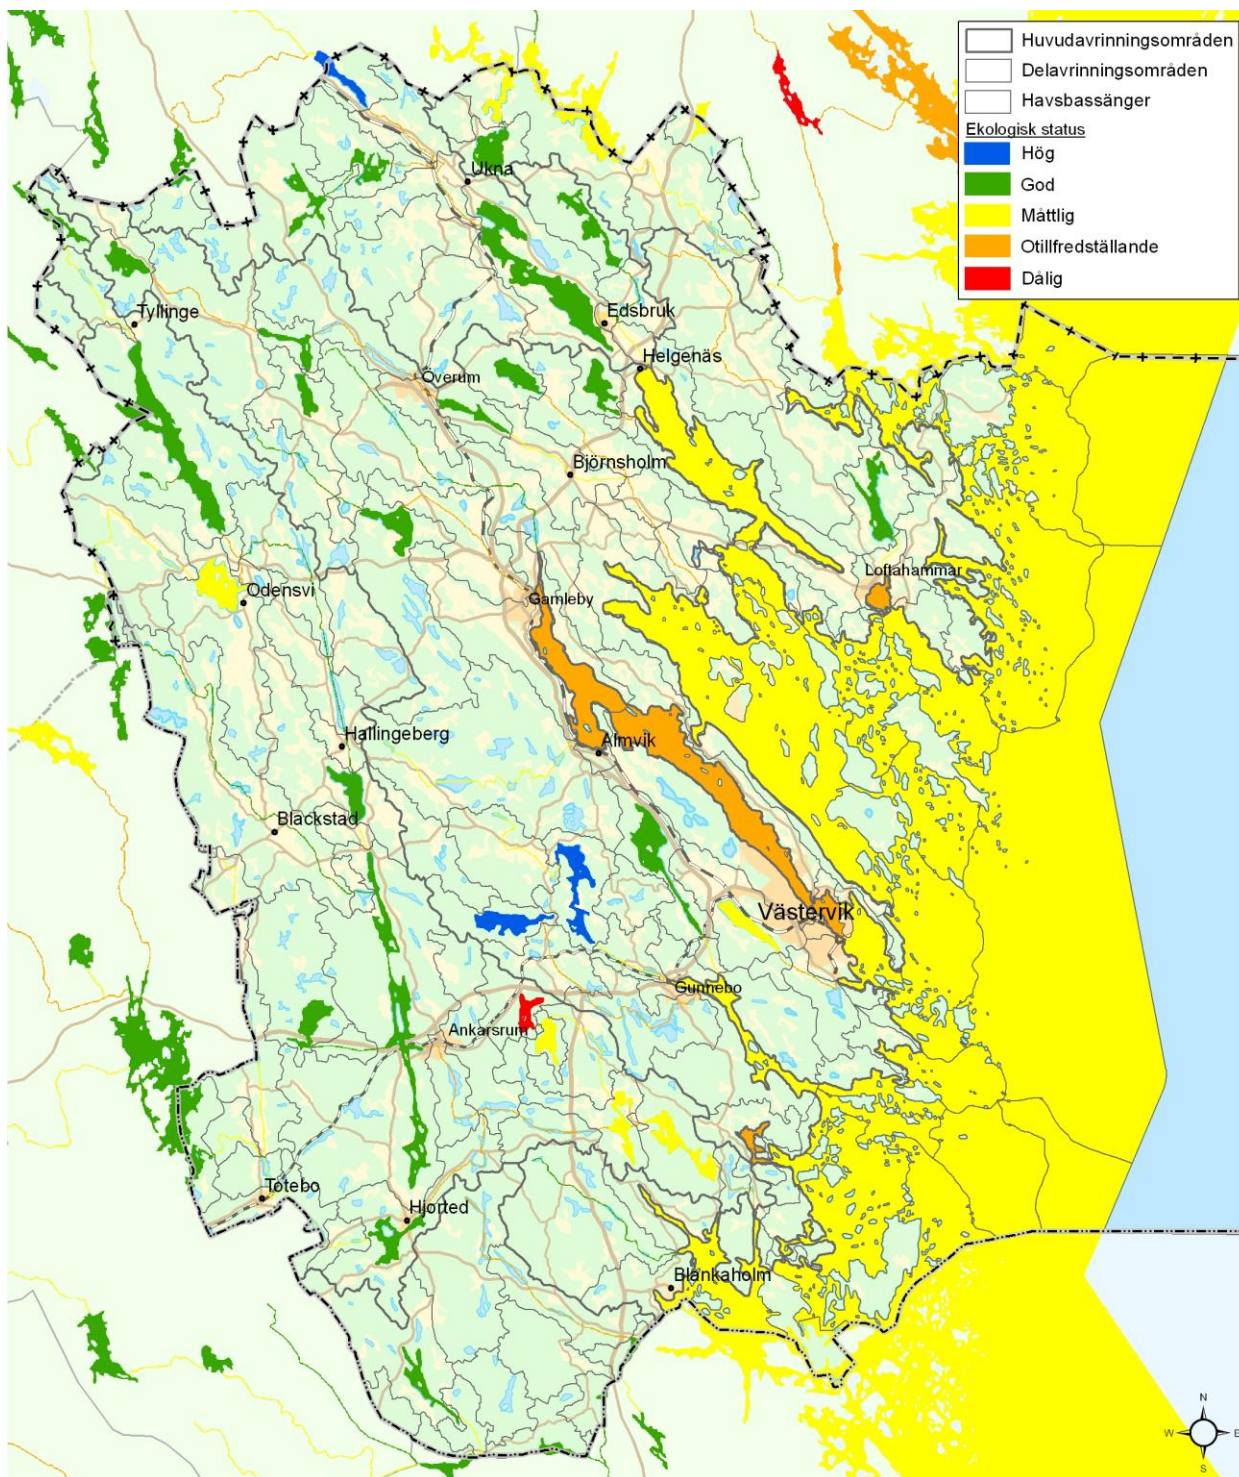 Huvudavrinningsområden
Delavrinningsområden
Havsbassänger
Ekologisk status
Hög
God
Måttlig
Otillfredställande
Dålig
Ukna
Tyllinge
Edsbruk
Helgenäs
Överum
Björnsholm
Loftahammar
Odensvi
Gamleby
Hallingeberg
Almvik
Blackstad
Västervik
Gunnebo
Ankarsrum
Totebo
Hjorted
Blankaholm
N
W
E
S